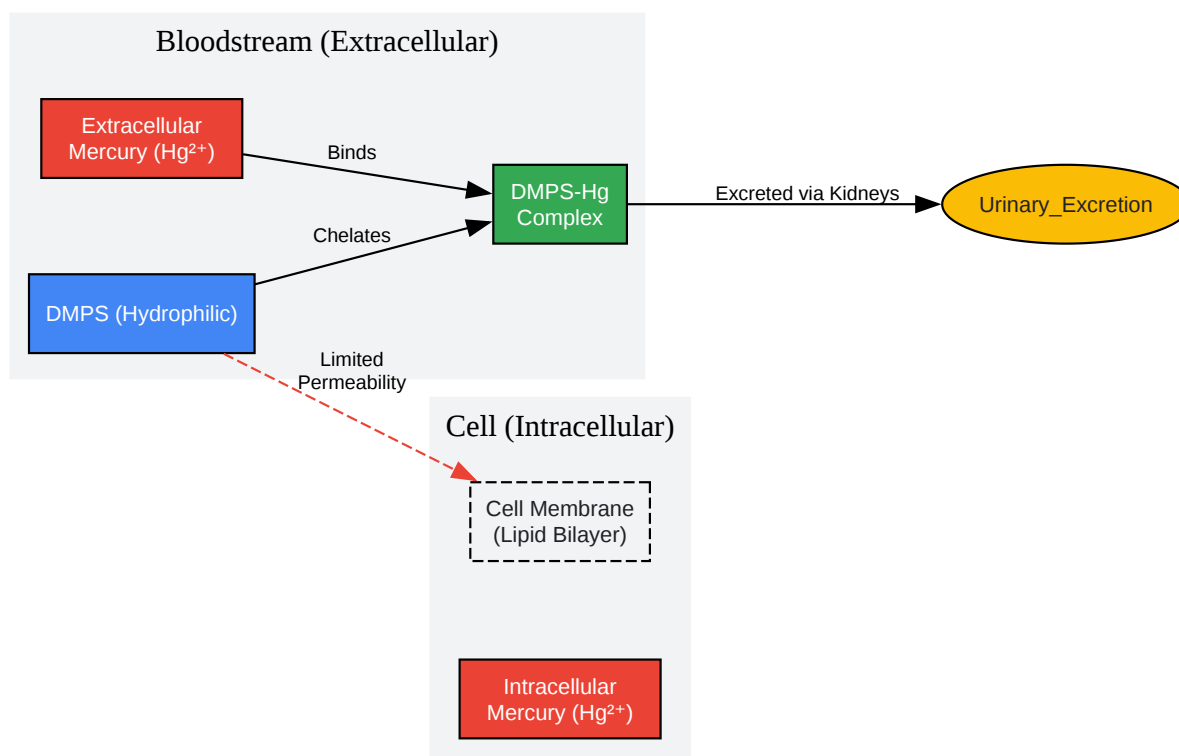 Bloodstream (Extracellular)
Extracellular
Mercury (Hg²⁺)
Binds
DMPS-Hg
Complex
Excreted via Kidneys
Urinary_Excretion
Chelates
DMPS (Hydrophilic)
Limited
Permeability
Cell (Intracellular)
Cell Membrane
(Lipid Bilayer)
Intracellular
Mercury (Hg²⁺)